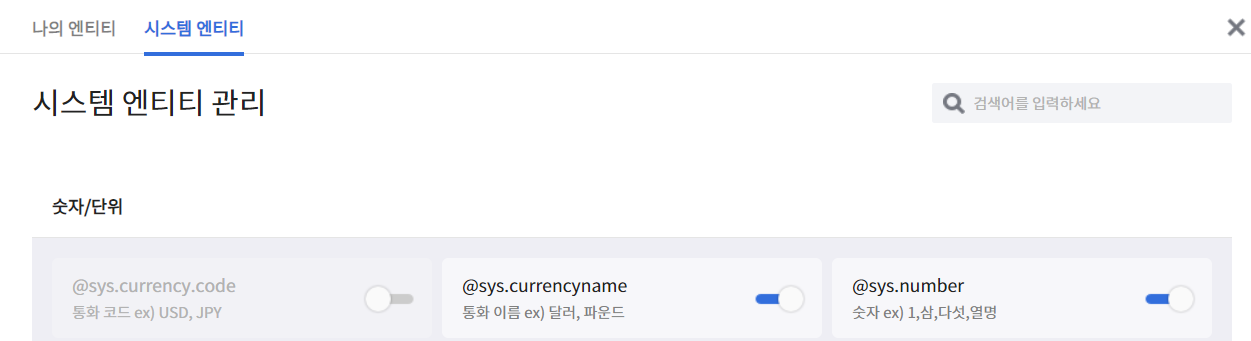 나의 엔티티 시스템 엔티티
시스템 엔티티 관리
검색어를 입력하세요
숫자/단위
@sys.currency.code
통화 코드 ex) USD, JPY
@sys.currencyname
통화 이름 ex) 달러, 파운드
@sys.number
숫자 ex) 1,삼,다섯,열명